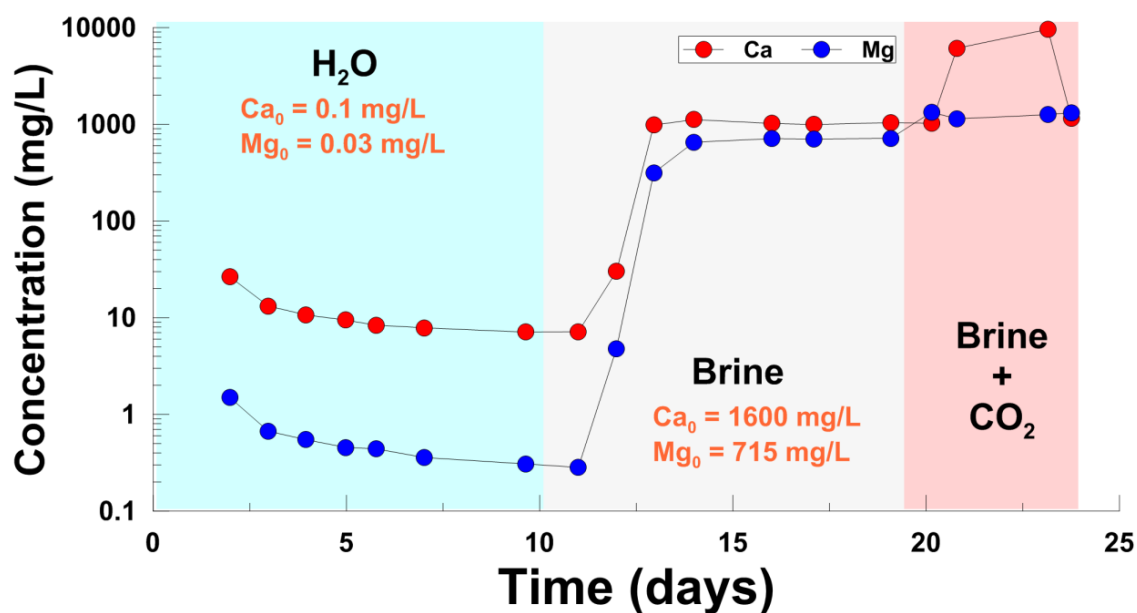 Concentration (mg/L)
10000
1000
100
10
1
0.1
H₂O
Ca₀ = 0.1 mg/L
Mg₀ = 0.03 mg/L
Ca Mg
Brine
Ca₀ = 1600 mg/L
Mg₀ = 715 mg/L
Brine
+
CO₂
0 5 10 15 20 25
Time (days)